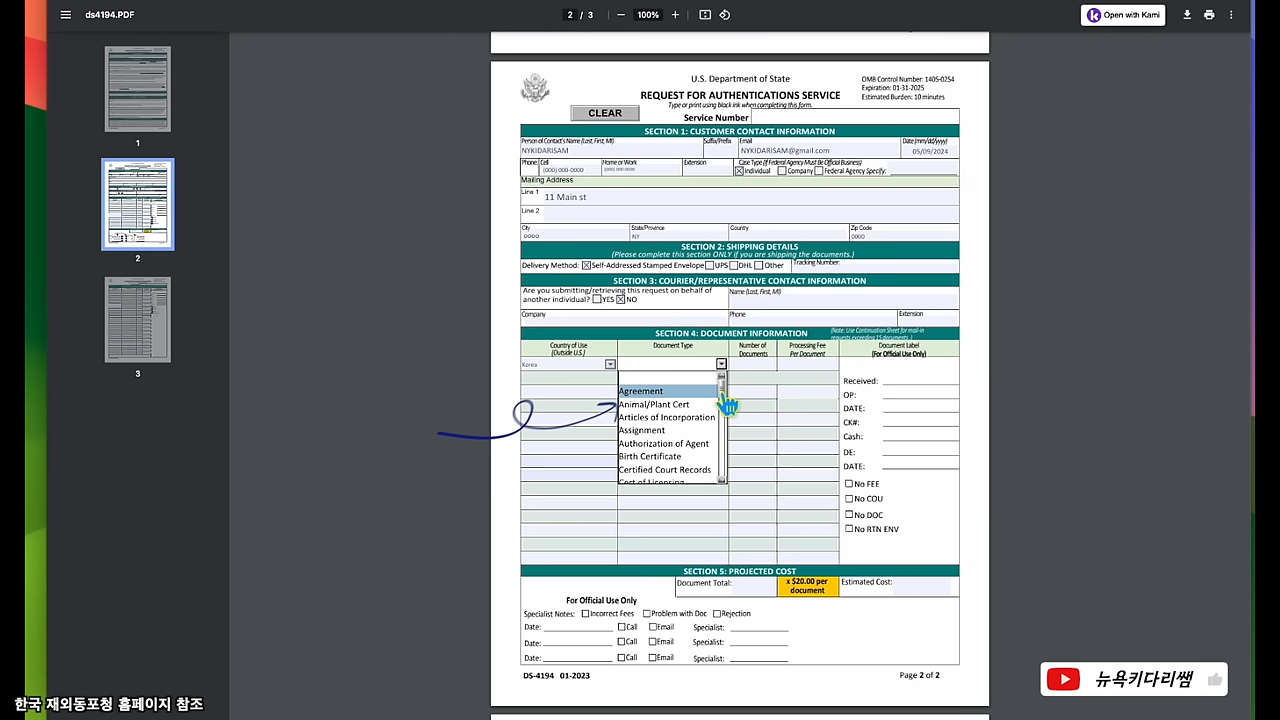 ds4194.PDF
2 / 3
100%
Open with Kami
1
2
3
U.S. Department of State
REQUEST FOR AUTHENTICATIONS SERVICE
Type or print using black ink when completing this form.
OMB Control Number: 1405-0254
Expiration: 01-31-2025
Estimated Burden: 10 minutes
CLEAR
Service Number
SECTION 1: CUSTOMER CONTACT INFORMATION
Person of Contact's Name (Last, First, MI) Suffix/Prefix Email Date (mm/dd/yyyy)
NYKIDARISAM NYKIDARISAM@gmail.com 05/09/2024
Phone: Cell Home or Work Extension Case Type (If Federal Agency Must Be Official Business)
(000) 000-0000 (000) 000-0000 Individual Company Federal Agency Specify:
Mailing Address
Line 1 11 Main st
Line 2
City State/Province Country Zip Code
0000 NY 0000
SECTION 2: SHIPPING DETAILS
(Please complete this section ONLY if you are shipping the documents.)
Delivery Method: Self-Addressed Stamped Envelope UPS DHL Other Tracking Number:
SECTION 3: COURIER/REPRESENTATIVE CONTACT INFORMATION
Are you submitting/retrieving this request on behalf of
another individual? YES NO
Name (Last, First, MI)
Company Phone Extension
SECTION 4: DOCUMENT INFORMATION
(Note: Use Continuation Sheet for mail-in
requests exceeding 15 documents.)
Country of Use
(Outside U.S.)
Document Type
Number of
Documents
Processing Fee
Per Document
Document Label
(For Official Use Only)
Korea
Agreement
Animal/Plant Cert
Articles of Incorporation
Assignment
Authorization of Agent
Birth Certificate
Certified Court Records
Cert of Licensing
Received:
OP:
DATE:
CK#:
Cash:
DE:
DATE:
No FEE
No COU
No DOC
No RTN ENV
SECTION 5: PROJECTED COST
Document Total:
x $20.00 per
document
Estimated Cost:
For Official Use Only
Specialist Notes: Incorrect Fees Problem with Doc Rejection
Date: Call Email Specialist:
Date: Call Email Specialist:
Date: Call Email Specialist:
DS-4194 01-2023
Page 2 of 2
뉴욕키다리쌤
한국 재외동포청 홈페이지 참조